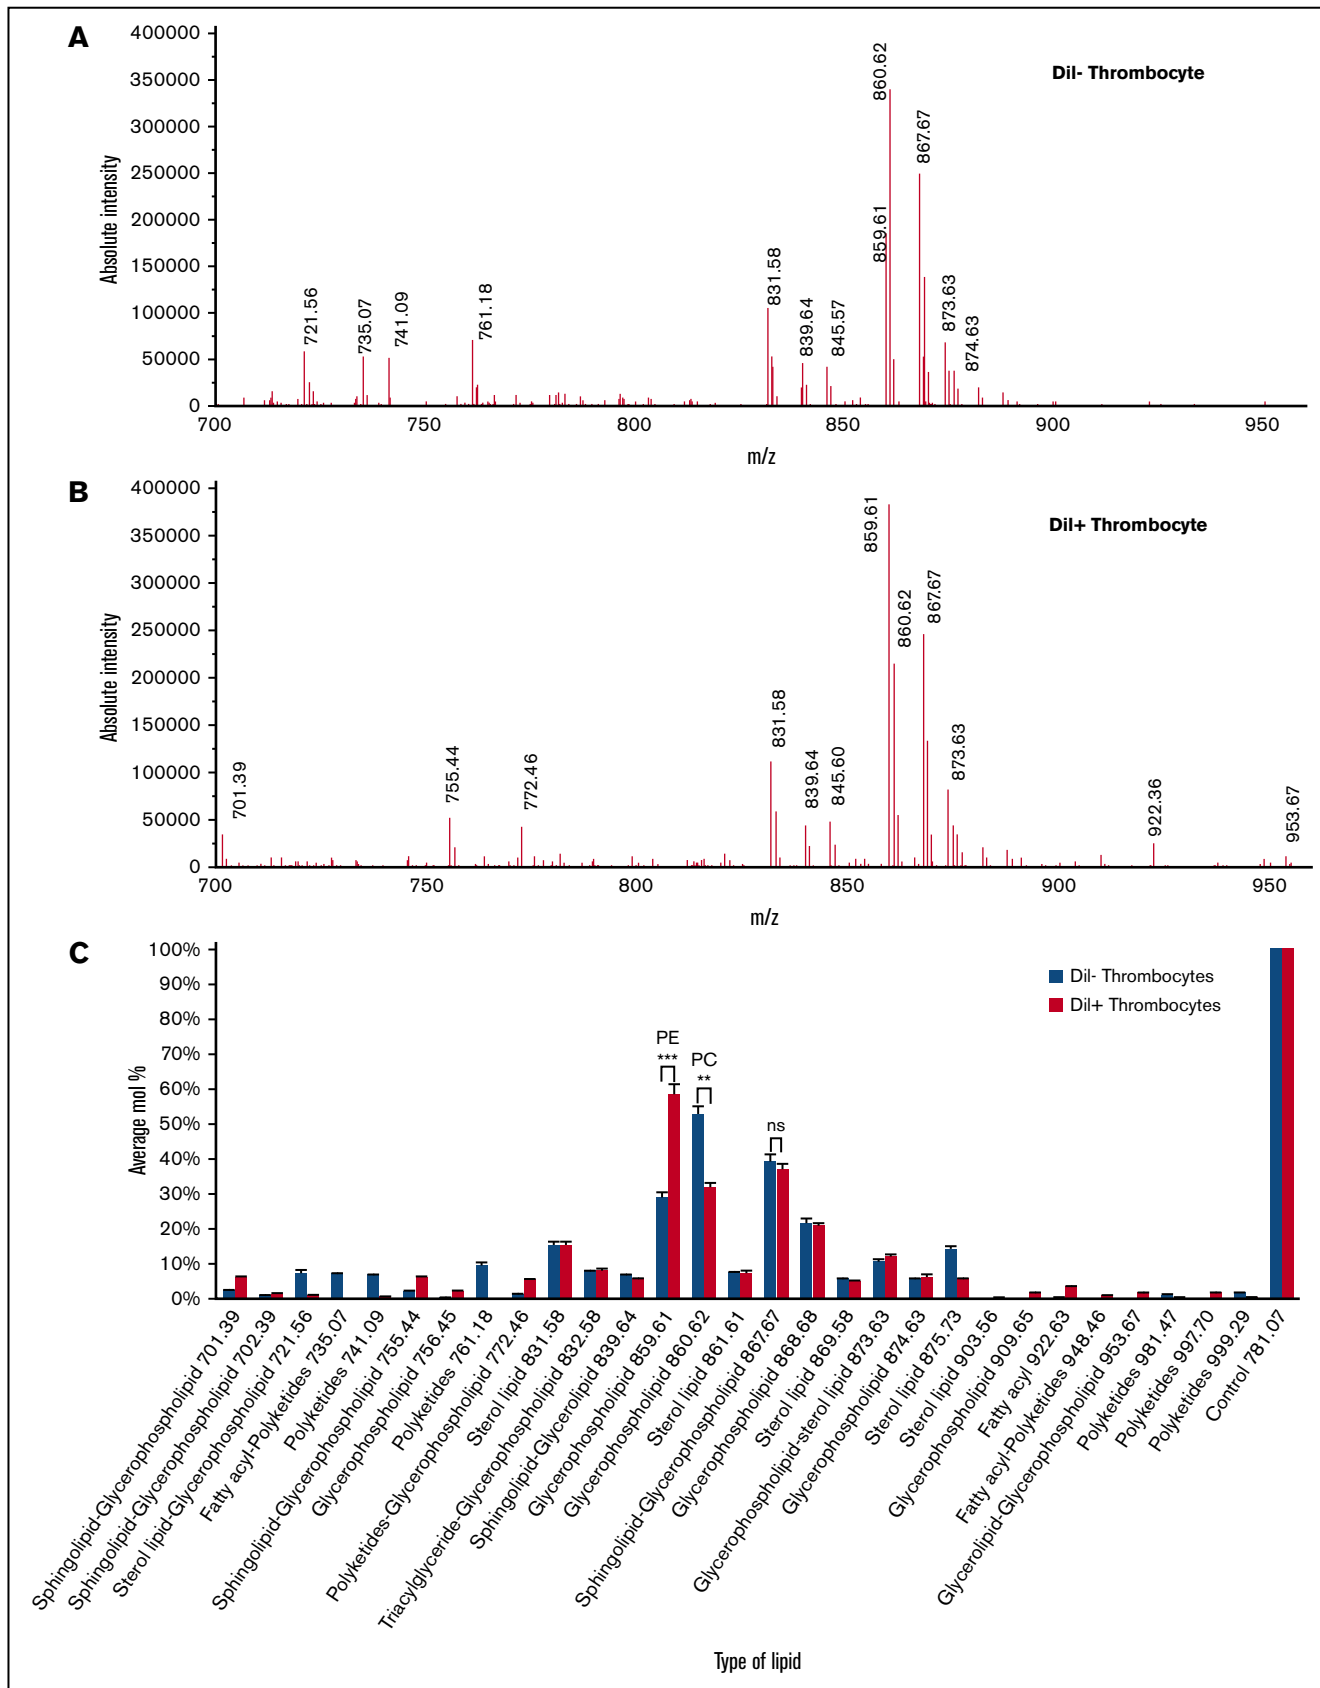 A
Absolute intensity
400000
350000
300000
250000
200000
150000
100000
50000
0
721.56
735.07
741.09
761.18
831.58
839.64
845.57
859.61
860.62
867.67
873.63
874.63
Dil- Thrombocyte
700
750
800
850
900
950
m/z
B
Absolute intensity
400000
350000
300000
250000
200000
150000
100000
50000
0
701.39
755.44
772.46
831.58
839.64
845.60
859.61
860.62
867.67
873.63
922.36
953.67
Dil+ Thrombocyte
700
750
800
850
900
950
m/z
C
Average mol %
100%
90%
80%
70%
60%
50%
40%
30%
20%
10%
0%
PE
***
PC
**
ns
Dil- Thrombocytes
Dil+ Thrombocytes
Sphingolipid-Glycerophospholipid 701.39
Sphingolipid-Glycerophospholipid 702.39
Sterol lipid-Glycerophospholipid 721.56
Fatty acyl-Polyketides 735.07
Polyketides 741.09
Sphingolipid-Glycerophospholipid 755.44
Glycerophospholipid 756.45
Polyketides 761.18
Polyketides-Glycerophospholipid 772.46
Sterol lipid 831.58
Triacylglyceride-Glycerophospholipid 832.58
Sphingolipid-Glycerolipid 839.64
Glycerophospholipid 859.61
Glycerophospholipid 860.62
Sterol lipid 861.61
Sphingolipid-Glycerophospholipid 867.67
Glycerophospholipid 868.68
Sterol lipid 869.58
Glycerophospholipid-sterol lipid 873.63
Glycerophospholipid 874.63
Sterol lipid 875.73
Sterol lipid 903.56
Glycerophospholipid 909.65
Fatty acyl 922.63
Fatty acyl-Polyketides 948.46
Glycerolipid-Glycerophospholipid 953.67
Polyketides 981.47
Polyketides 997.70
Polyketides 999.29
Control 781.07
Type of lipid